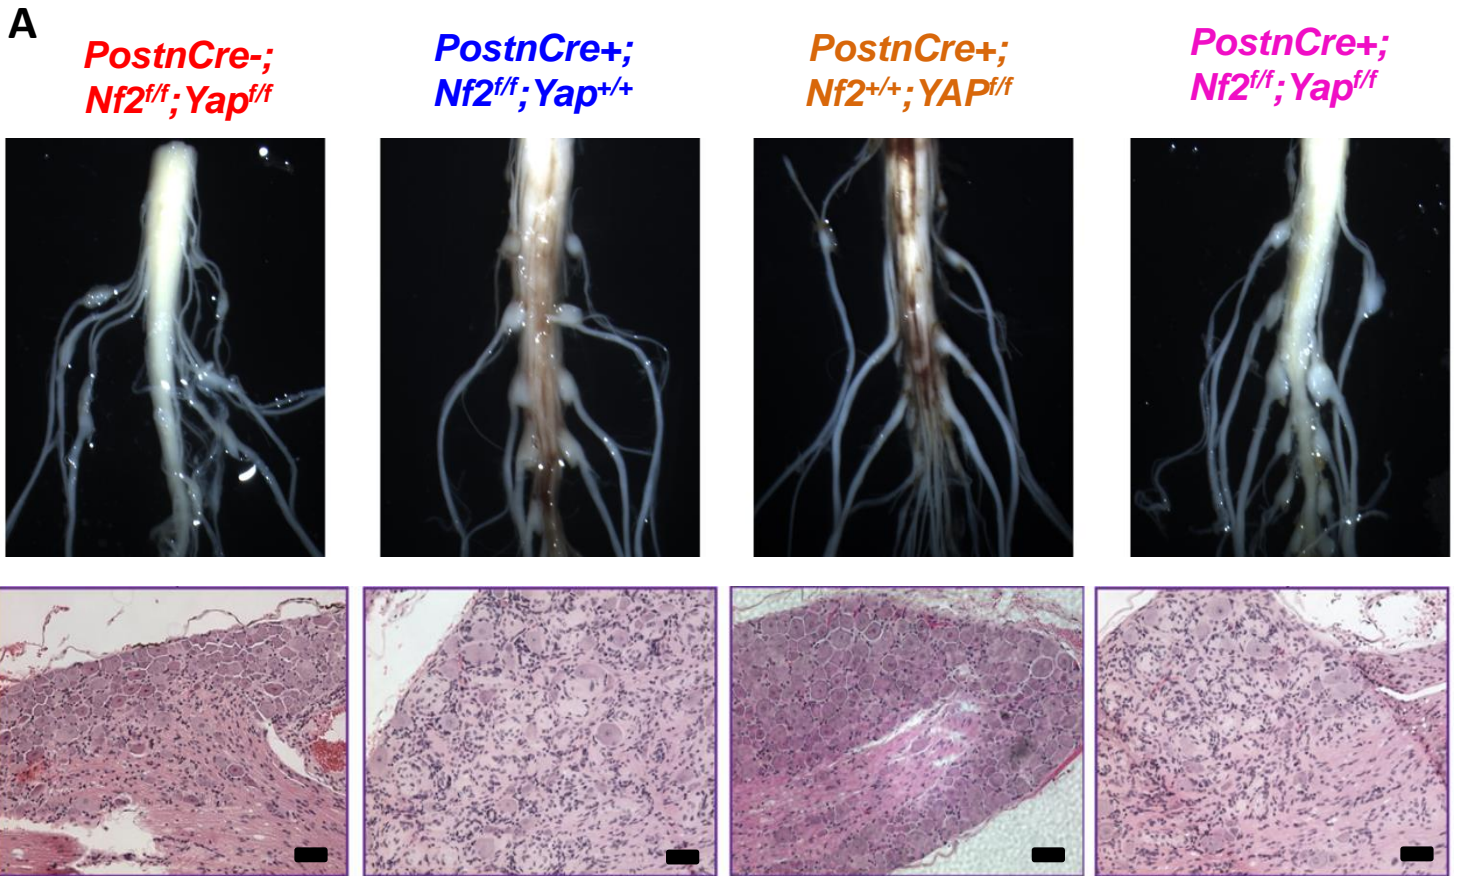 A
PostnCre-;
Nf2f/f;Yapf/f
PostnCre+;
Nf2f/f;Yap+/+
PostnCre+;
Nf2+/+;YAPf/f
PostnCre+;
Nf2f/f;Yapf/f